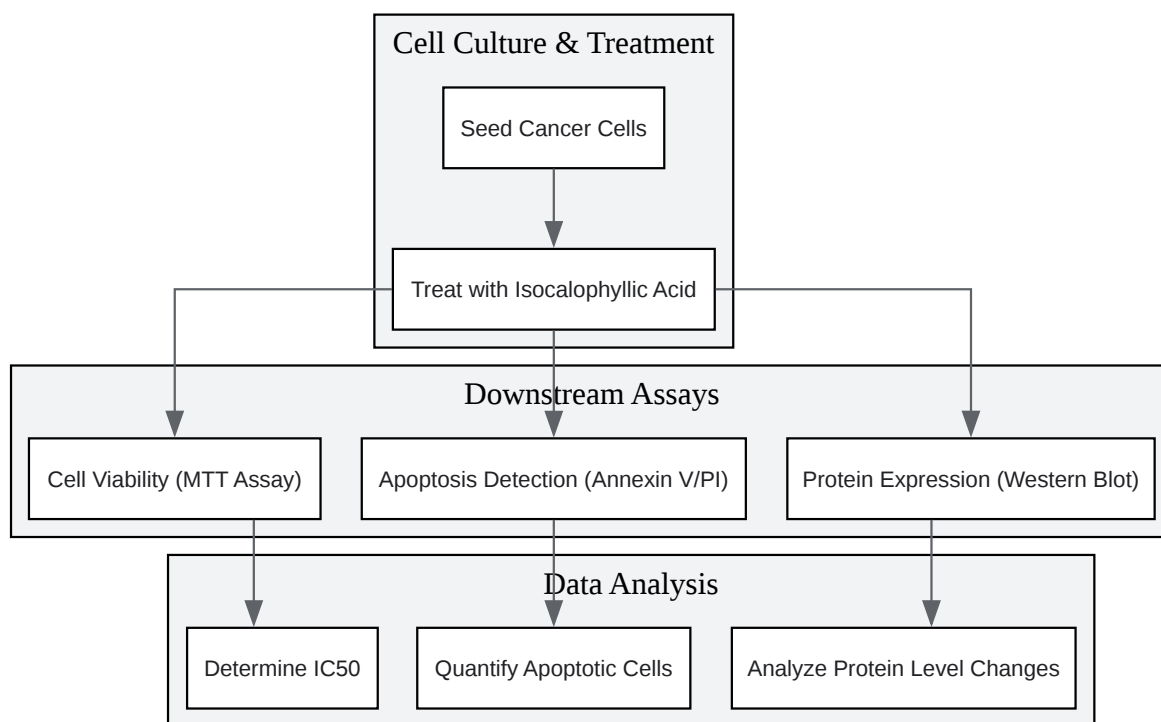 Cell Culture & Treatment
Seed Cancer Cells
Treat with Isocalophyllic Acid
Downstream Assays
Cell Viability (MTT Assay)
Apoptosis Detection (Annexin V/PI)
Protein Expression (Western Blot)
Data Analysis
Determine IC50
Quantify Apoptotic Cells
Analyze Protein Level Changes